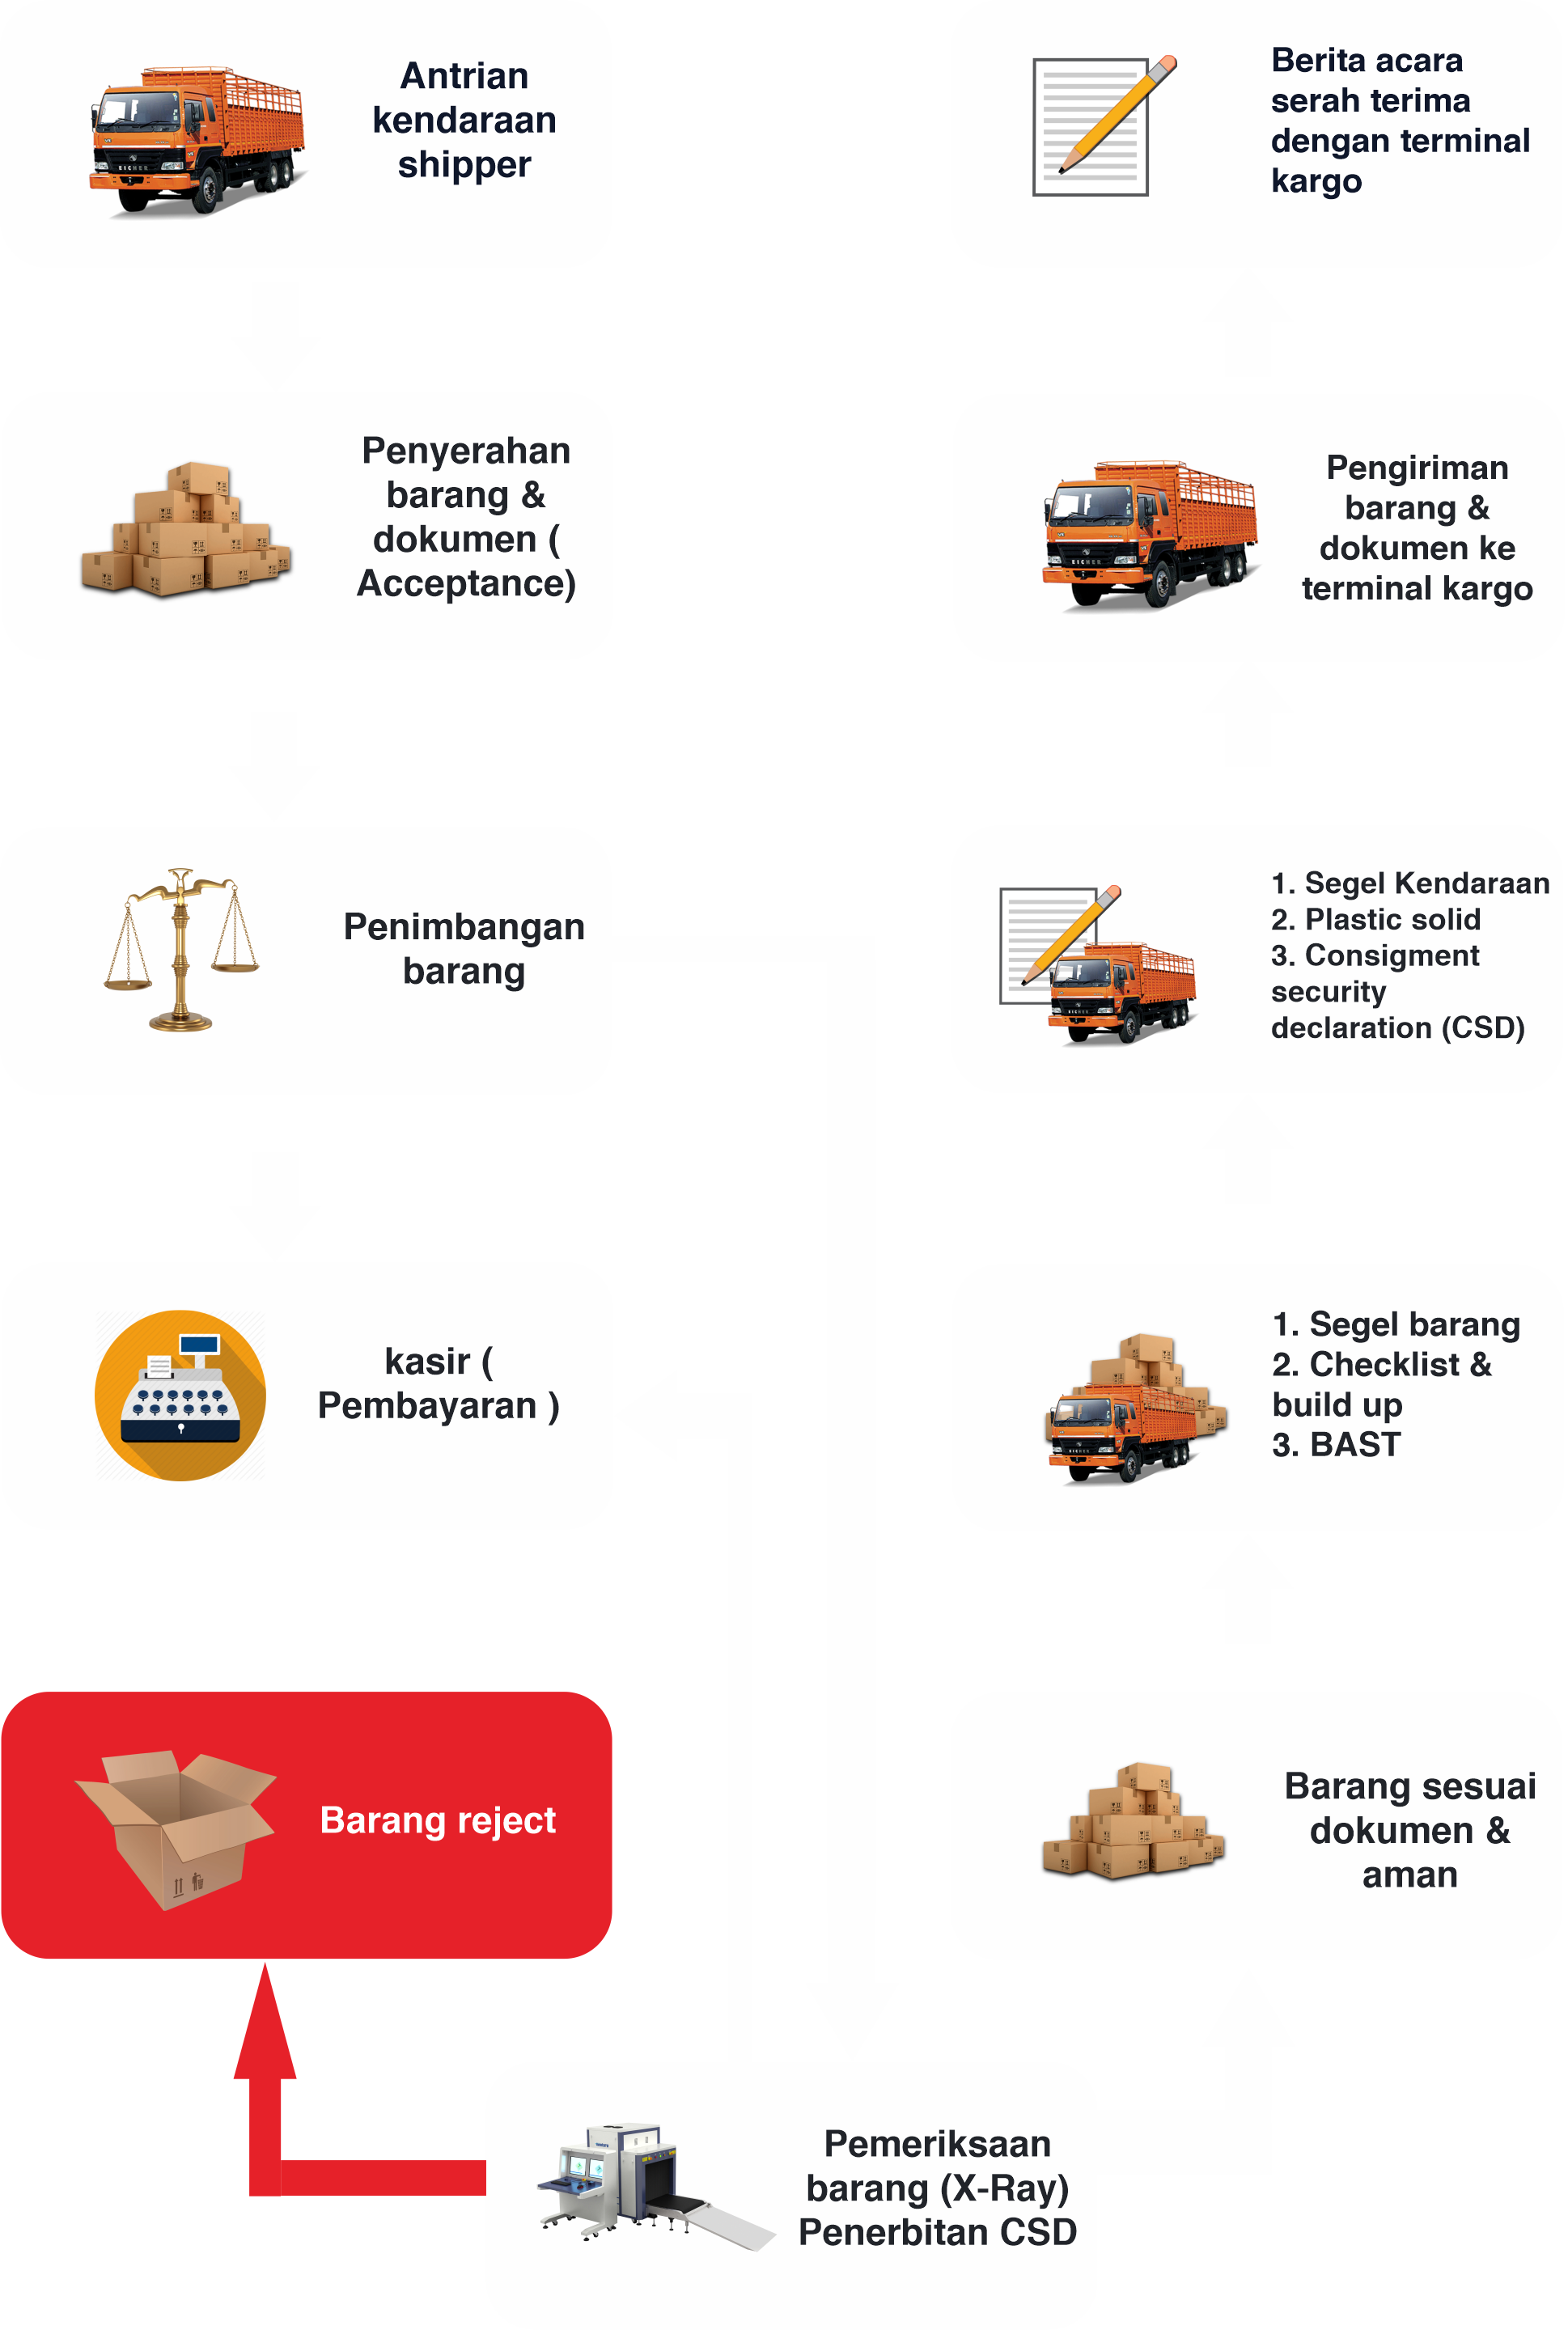 Antrian
kendaraan
shipper
Penyerahan
barang &
dokumen (
Acceptance)
Penimbangan
barang
kasir (
Pembayaran )
Barang reject
Pemeriksaan
barang (X-Ray)
Penerbitan CSD
Barang sesuai
dokumen &
aman
1. Segel barang
2. Checklist &
build up
3. BAST
1. Segel Kendaraan
2. Plastic solid
3. Consigment
security
declaration (CSD)
Pengiriman
barang &
dokumen ke
terminal kargo
Berita acara
serah terima
dengan terminal
kargo